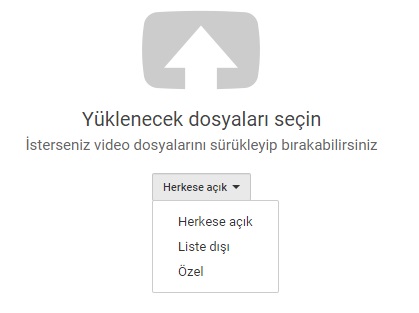 Yüklenecek dosyaları seçin
İsterseniz video dosyalarını sürükleyip bırakabilirsiniz
Herkese açık
Herkese açık
Liste dışı
Özel